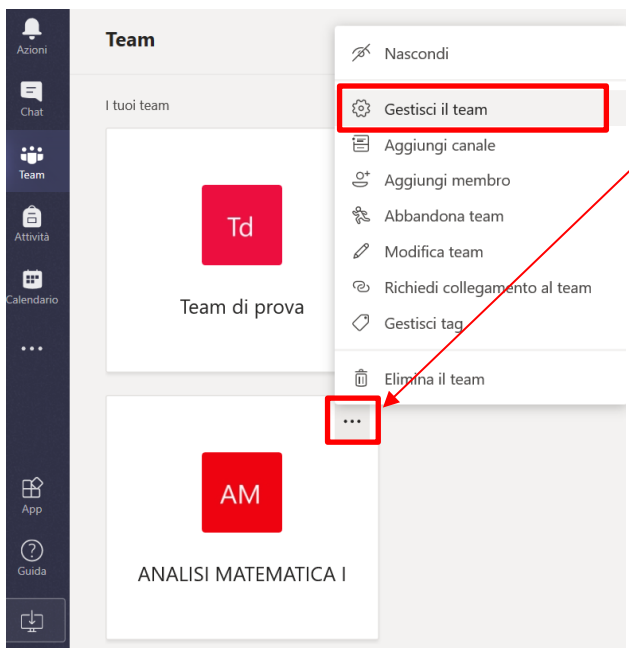 Azioni
Chat
Team
Attività
Calendario
App
Guida
Team
I tuoi team
Td
Team di prova
AM
ANALISI MATEMATICA I
Nascondi
Gestisci il team
Aggiungi canale
Aggiungi membro
Abbandona team
Modifica team
Richiedi collegamento al team
Gestisci tag
Elimina il team